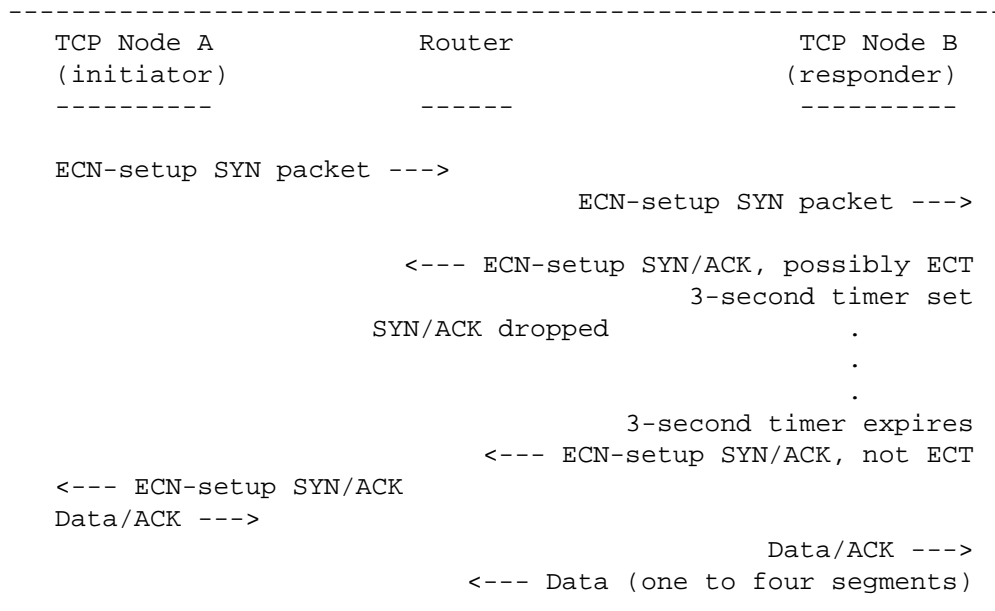 ---------------------------------------------------------------
TCP Node A Router TCP Node B
(initiator) (responder)
---------- ------ ----------
ECN-setup SYN packet --->
ECN-setup SYN packet --->
<--- ECN-setup SYN/ACK, possibly ECT
3-second timer set
SYN/ACK dropped .
.
.
3-second timer expires
<--- ECN-setup SYN/ACK, not ECT
<--- ECN-setup SYN/ACK
Data/ACK --->
Data/ACK --->
<--- Data (one to four segments)